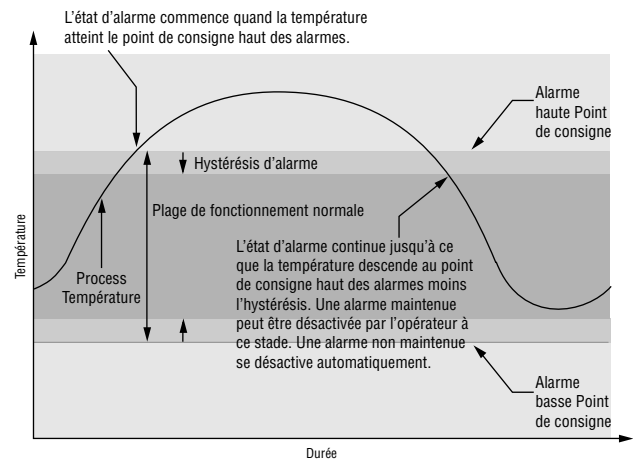 L’état d’alarme commence quand la température
atteint le point de consigne haut des alarmes.
Alarme
haute Point
de consigne
Hystérésis d’alarme
Plage de fonctionnement normale
Température
Process
Température
L’état d’alarme continue jusqu’à ce
que la température descende au point
de consigne haut des alarmes moins
l’hystérésis. Une alarme maintenue
peut être désactivée par l’opérateur à
ce stade. Une alarme non maintenue
se désactive automatiquement.
Alarme
basse Point
de consigne
Durée